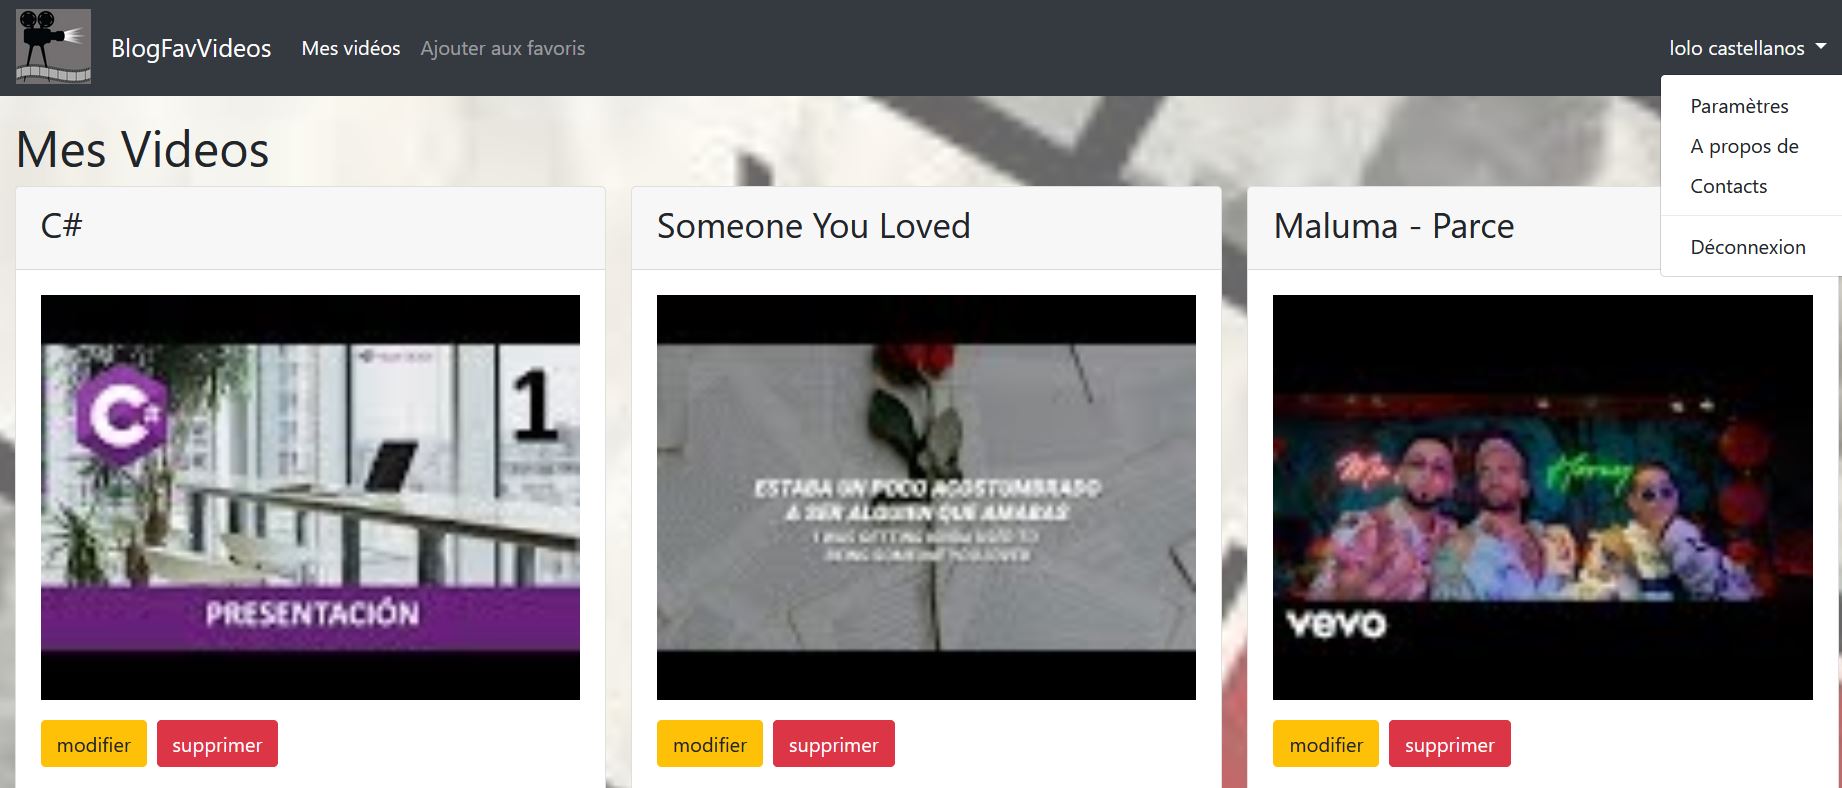 BlogFavVideos Mes vidéos Ajouter aux favoris lolo castellanos
Paramètres
A propos de
Contacts
Déconnexion
Mes Videos
C#
1
PRESENTACIÓN
modifier supprimer
Someone You Loved
ESTABA UN POCO ACOSTUMBRADO
A SER ALGUIEN QUE AMABAS
I WAS GETTING KINDA USED TO
BEING SOMEONE YOU LOVED
modifier supprimer
Maluma - Parce
vevo
modifier supprimer